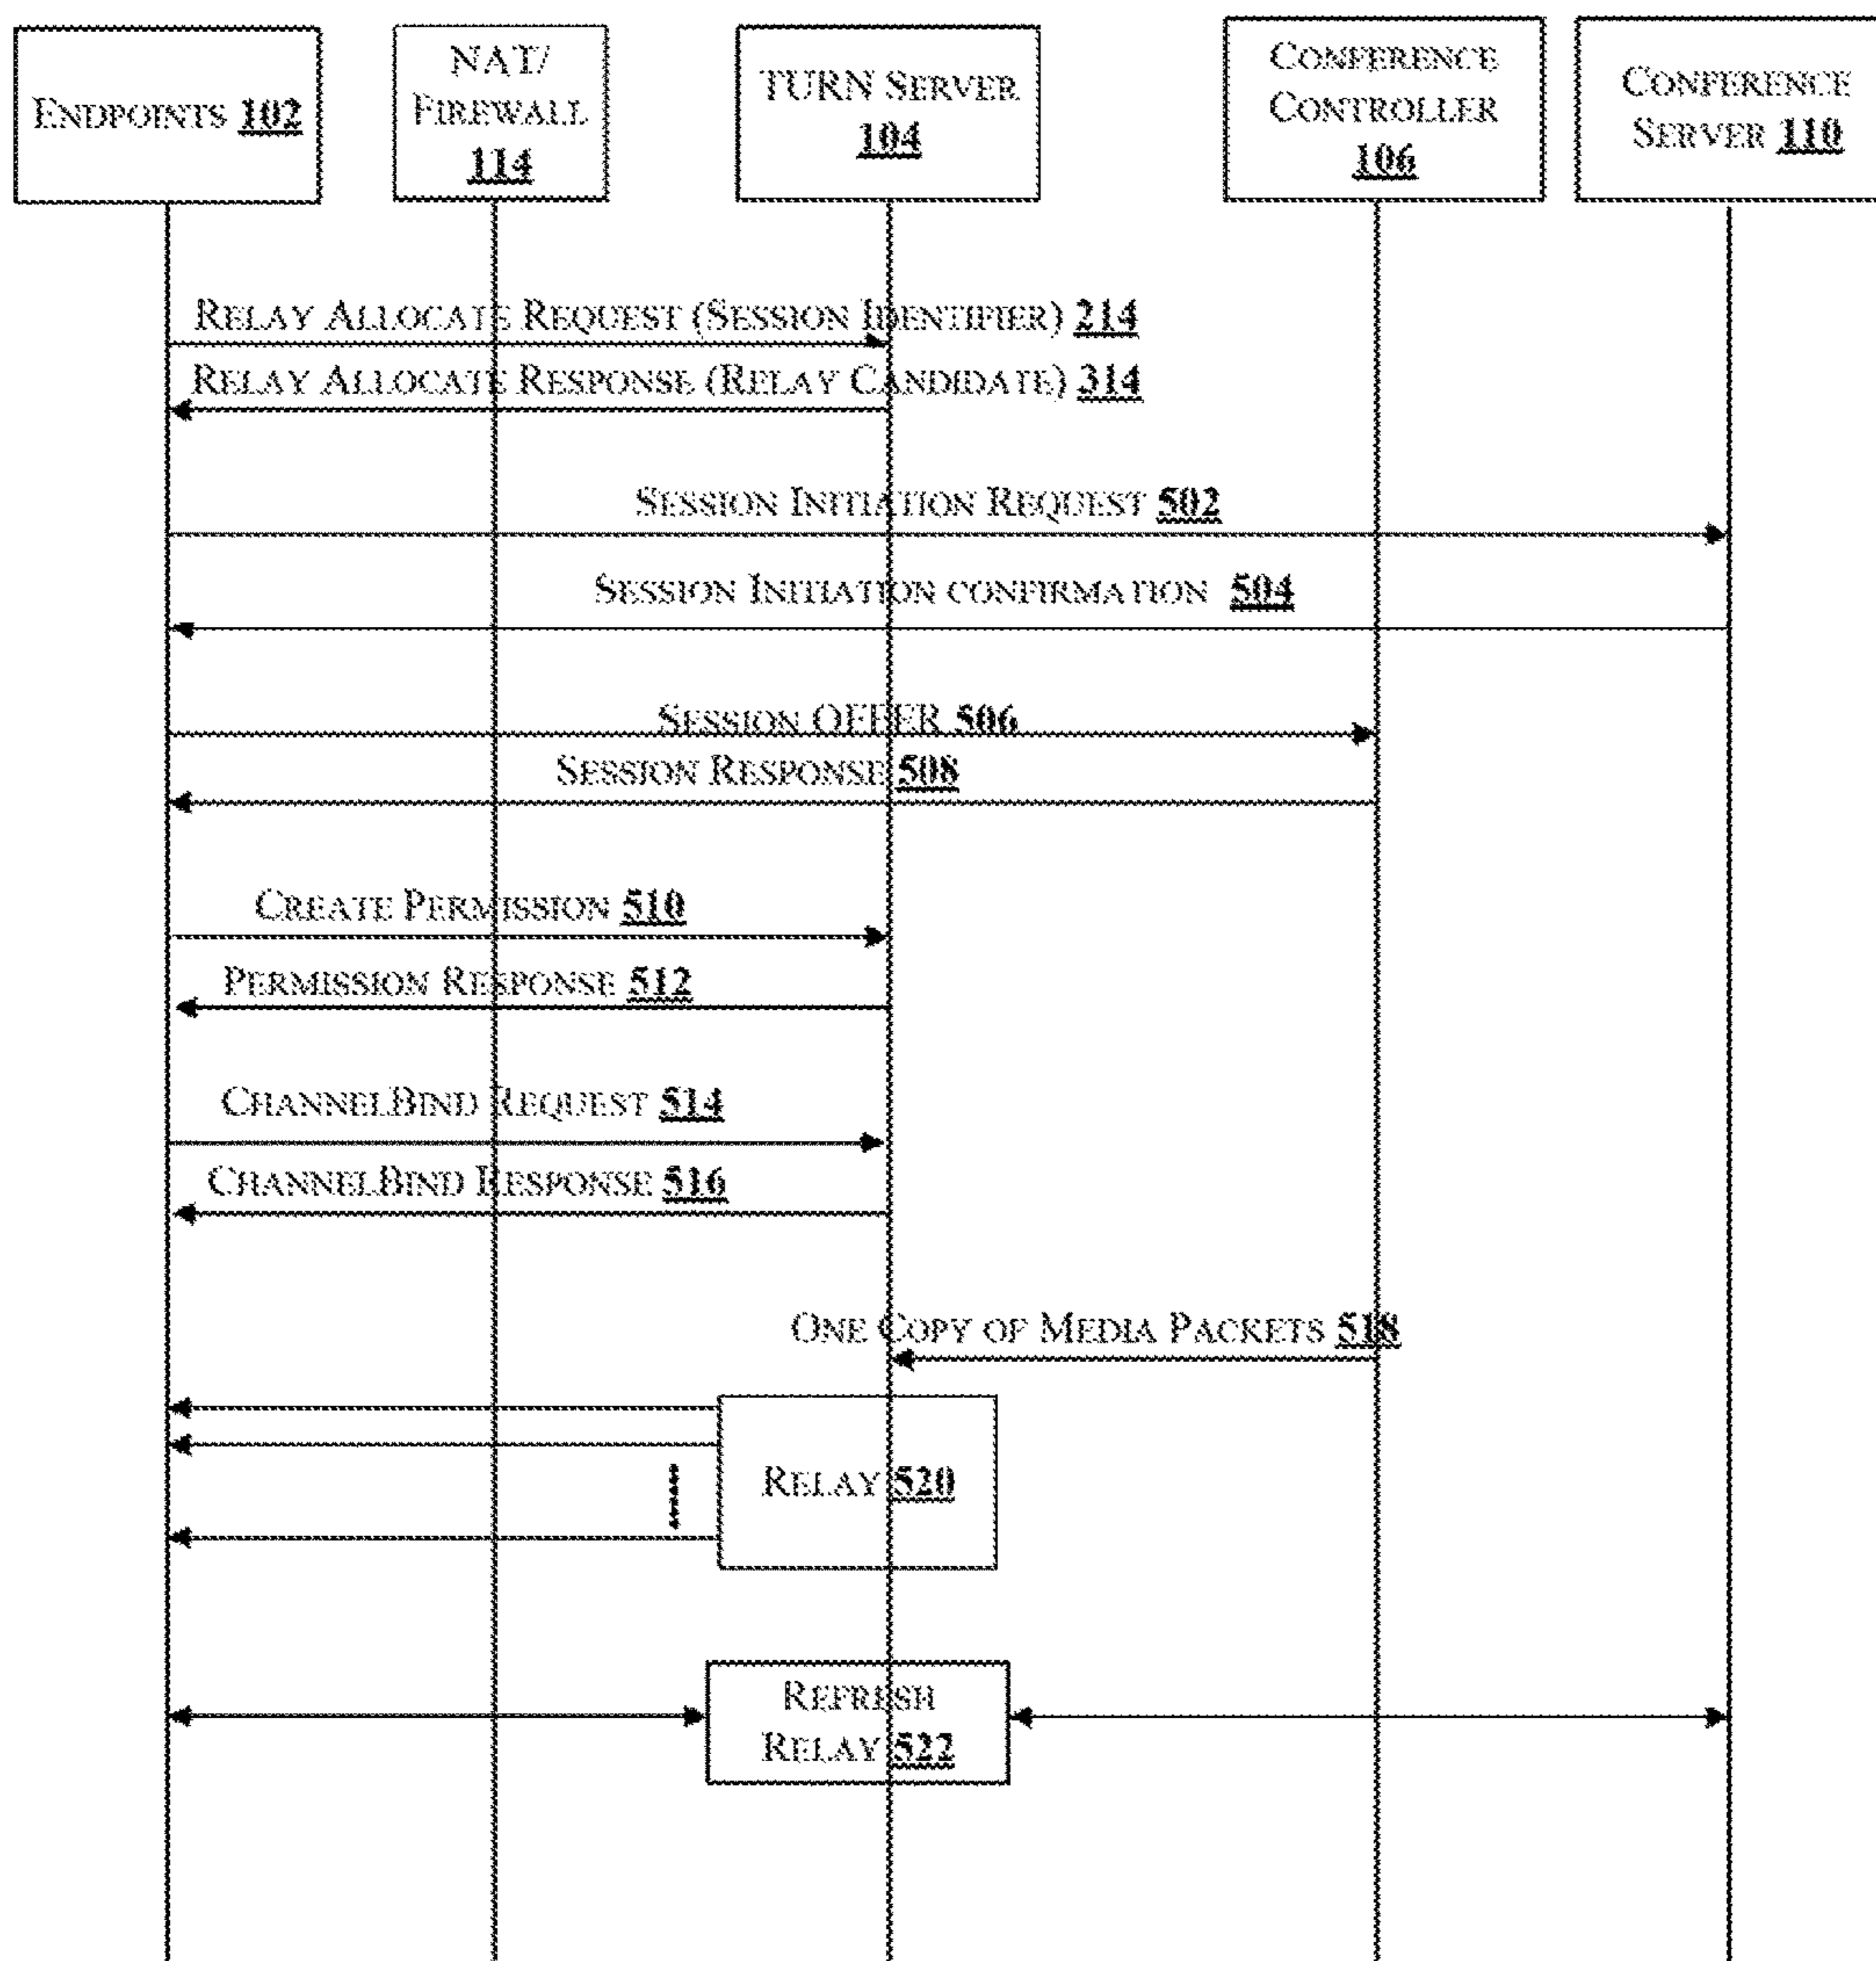 ENDPOINTS 102
NAT/
FIREWALL
114
TURN SERVER
104
CONFERENCE
CONTROLLER
106
CONFERENCE
SERVER 110
RELAY ALLOCATE REQUEST (SESSION IDENTIFIER) 214
RELAY ALLOCATE RESPONSE (RELAY CANDIDATE) 314
SESSION INITIATION REQUEST 502
SESSION INITIATION CONFIRMATION 504
SESSION OFFER 506
SESSION RESPONSE 508
CREATE PERMISSION 510
PERMISSION RESPONSE 512
CHANNELBIND REQUEST 514
CHANNELBIND RESPONSE 516
ONE COPY OF MEDIA PACKETS 518
RELAY 520
REFRESH
RELAY 522